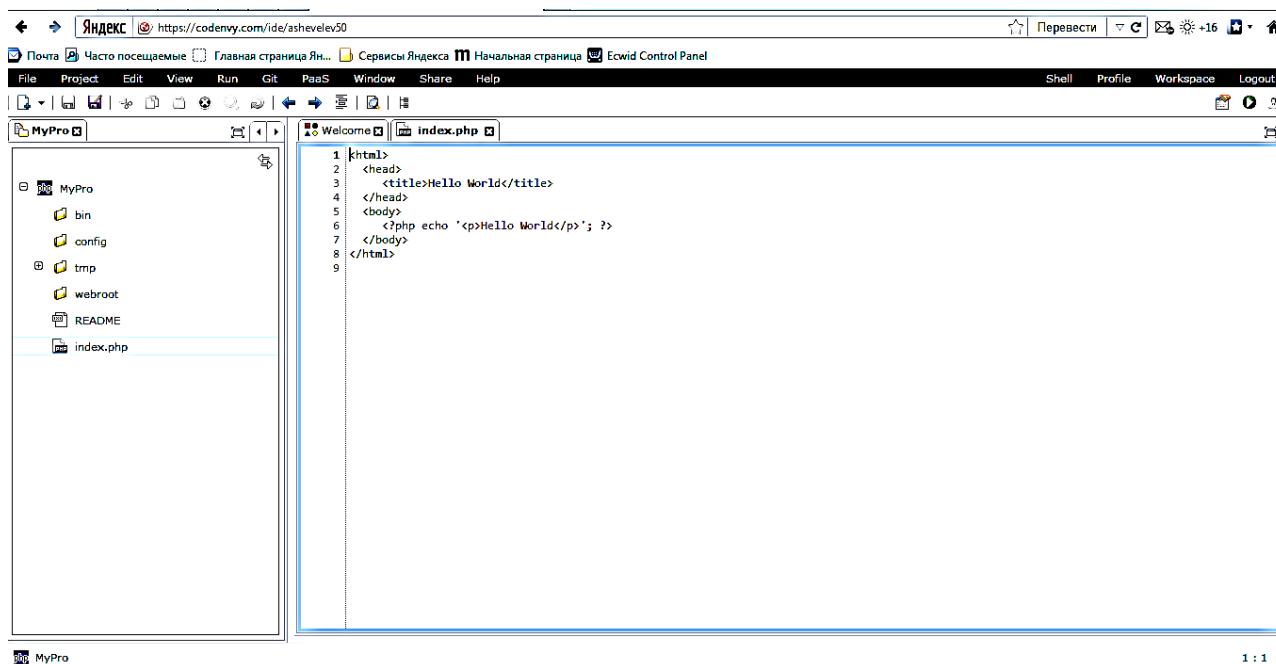 Яндекс https://codenvy.com/ide/ashevelev50 Перевести +16
Почта Часто посещаемые Главная страница Ян... Сервисы Яндекса Начальная страница Ecwid Control Panel
File Project Edit View Run Git PaaS Window Share Help Shell Profile Workspace Logout
MyPro Welcome index.php
MyPro
bin
config
tmp
webroot
README
index.php
1 <html>
2 <head>
3 <title>Hello World</title>
4 </head>
5 <body>
6 <?php echo '<p>Hello World</p>'; ?>
7 </body>
8 </html>
9
MyPro 1 : 1